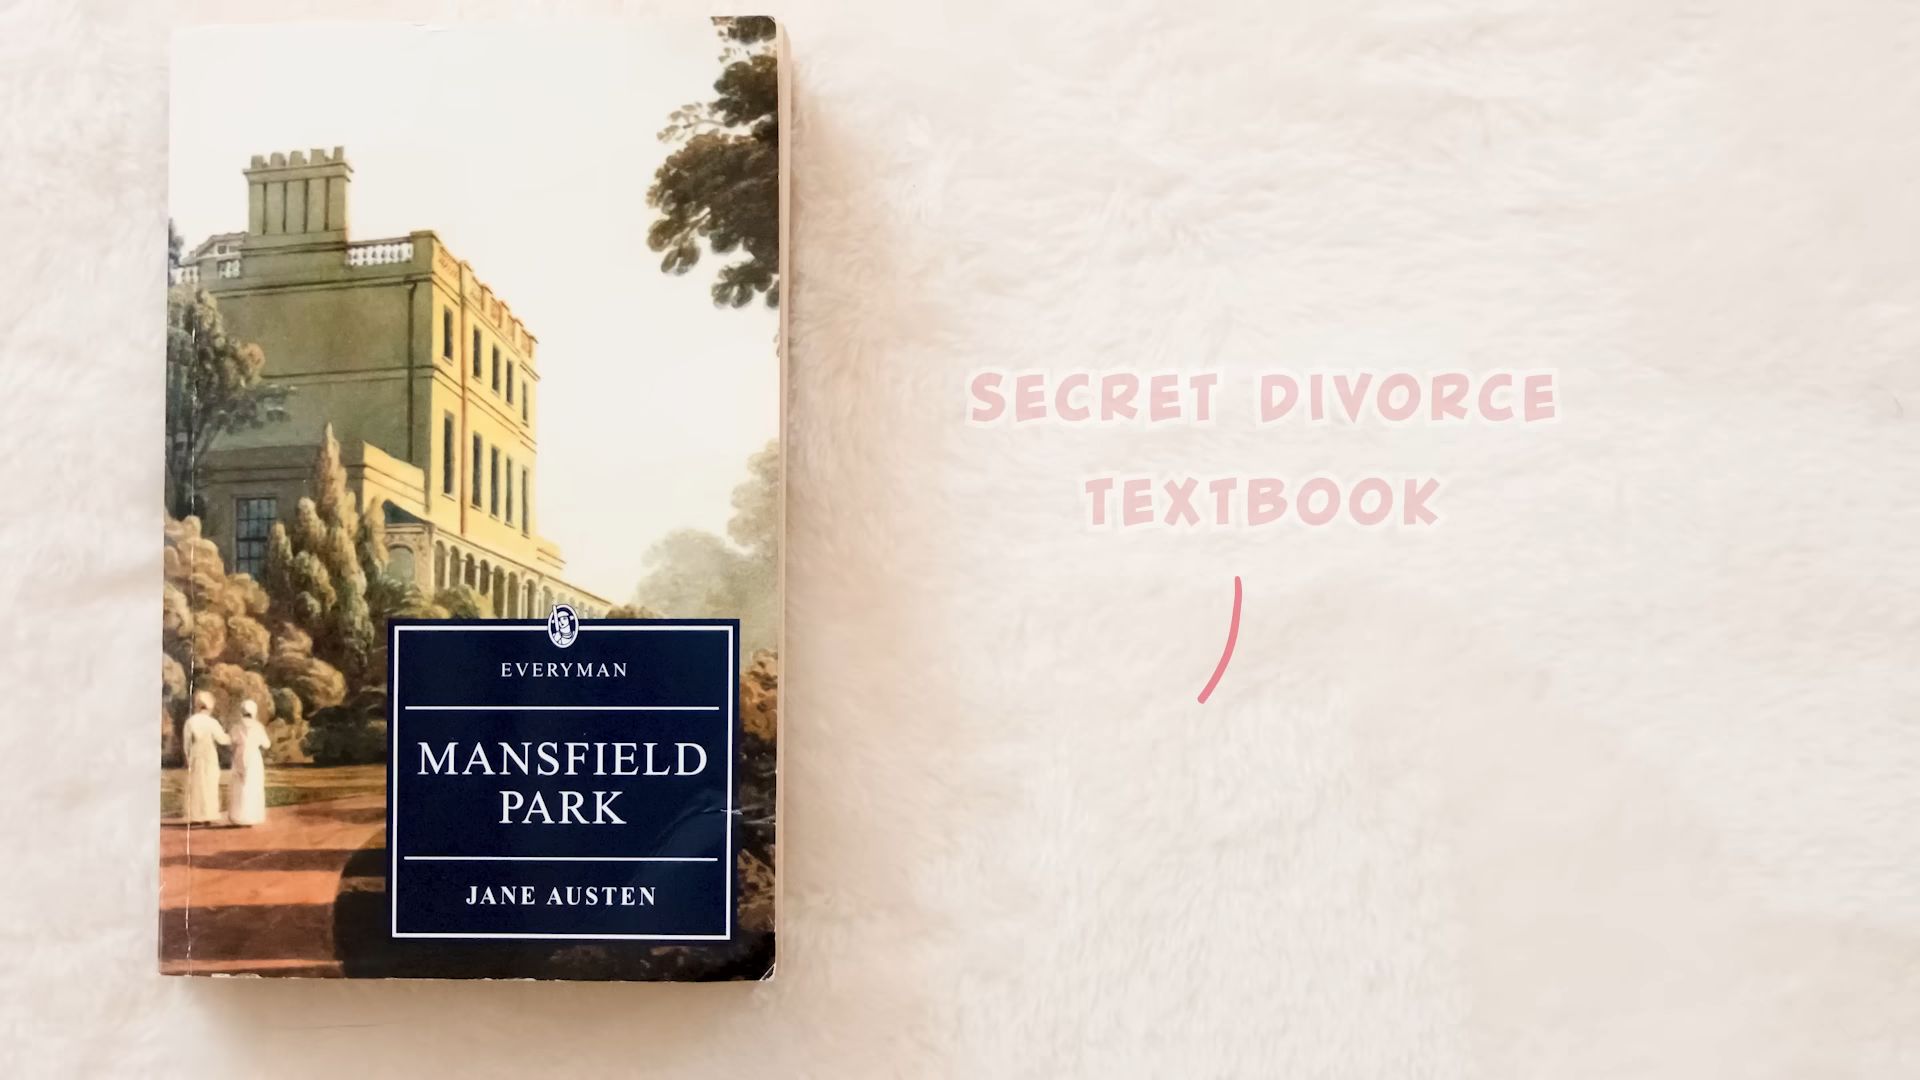 EVERYMAN
MANSFIELD
PARK
JANE AUSTEN
SECRET DIVORCE
TEXTBOOK